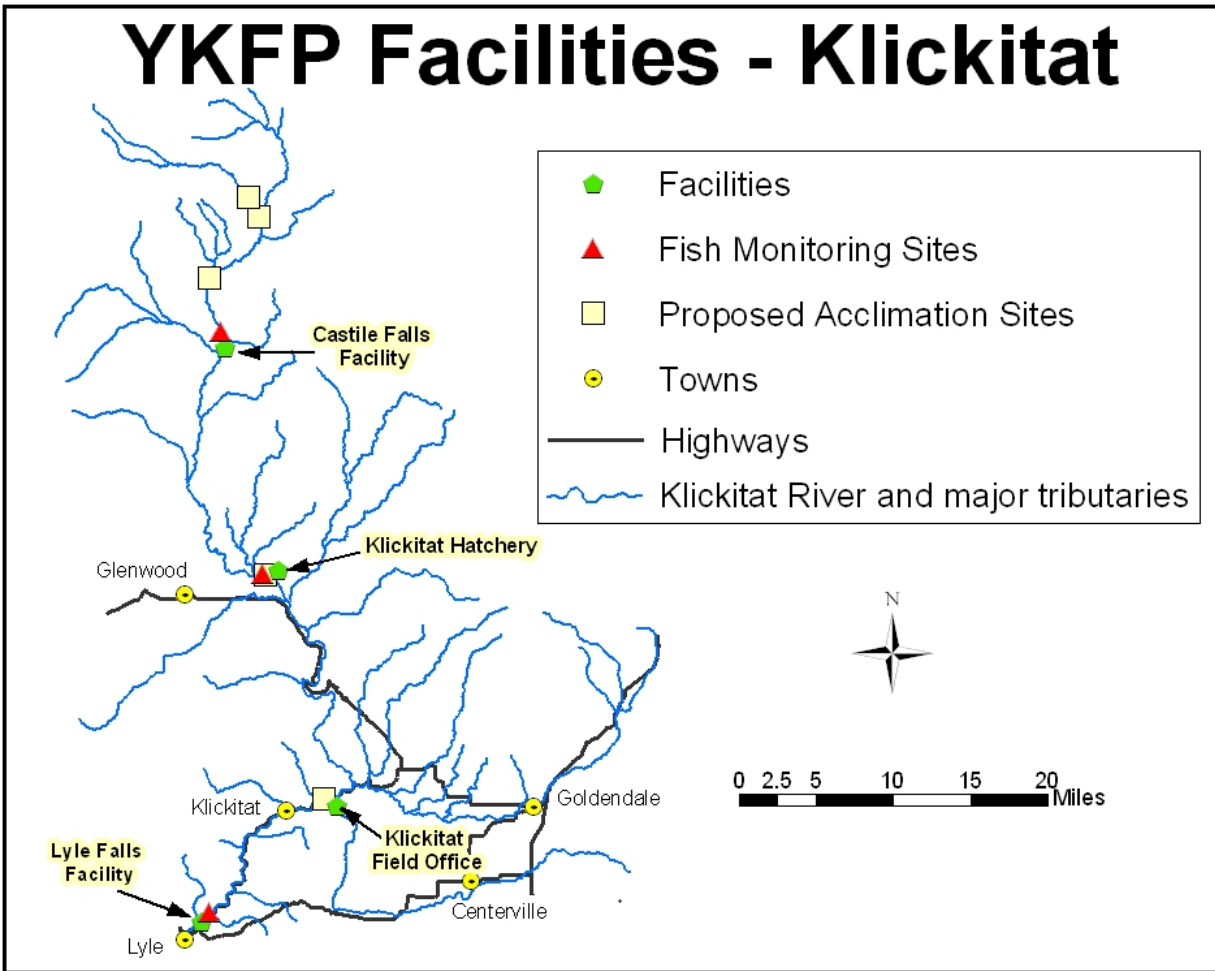 YKFP Facilities - Klickitat
Facilities
Fish Monitoring Sites
Proposed Acclimation Sites
Towns
Highways
Klickitat River and major tributaries
Castile Falls
Facility
Klickitat Hatchery
Glenwood
N
0 2.5 5 10 15 20
Miles
Klickitat
Goldendale
Klickitat
Field Office
Lyle Falls
Facility
Centerville
Lyle